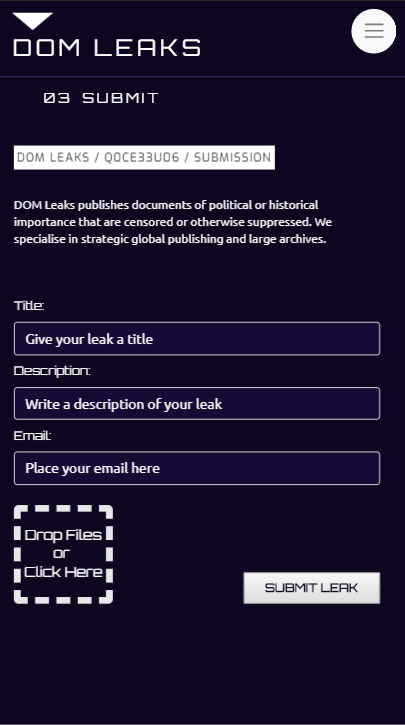 DOM LEAKS
03 SUBMIT
DOM LEAKS / Q0CE33U06 / SUBMISSION
DOM Leaks publishes documents of political or historical
importance that are censored or otherwise suppressed. We
specialise in strategic global publishing and large archives.
Title:
Give your leak a title
Description:
Write a description of your leak
Email:
Place your email here
Drop Files
or
Click Here
SUBMIT LEAK